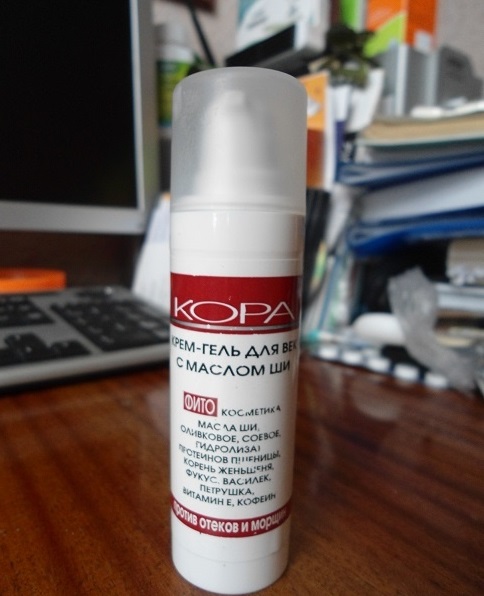 КОРА
КРЕМ-ГЕЛЬ ДЛЯ ВЕК
С МАСЛОМ ШИ
ФИТО КОСМЕТИКА
МАСЛА ШИ,
ОЛИВКОВОЕ, СОЕВОЕ,
ГИДРОЛИЗАТ
ПРОТЕИНОВ ПШЕНИЦЫ,
КОРЕНЬ ЖЕНЬШЕНЯ,
ФУКУС, ВАСИЛЕК,
ПЕТРУШКА,
ВИТАМИН Е, КОФЕИН
против отеков и морщин